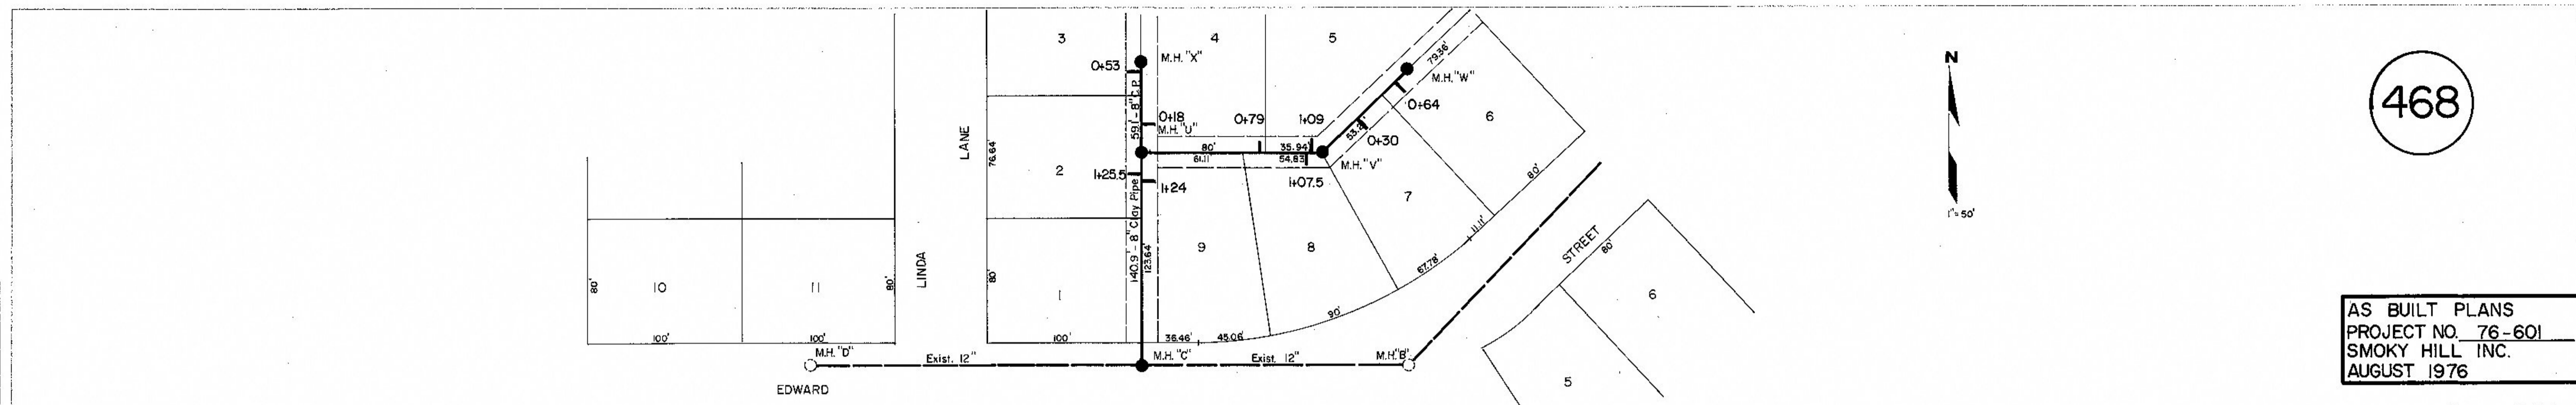 3
4
5
0+53
M.H. "X"
79.36'
M.H. "W"
0+64
6
N
1"= 50'
468
59.1 - 8" C.P.
0+18
M.H. "U"
0+79
1+09
0+30
80'
35.94'
61.11'
54.83'
M.H. "V"
LANE
76.64'
2
1+25.5
1+24
1+07.5
7
80'
140.9' - 8" Clay Pipe
123.64'
9
8
11.11'
67.78'
STREET
80'
LINDA
80'
10
11
80'
80'
1
90'
6
100'
100'
100'
36.46'
45.06'
M.H. "D"
Exist. 12"
M.H. "C"
Exist. 12"
M.H. "B"
EDWARD
5
AS BUILT PLANS
PROJECT NO. 76-601
SMOKY HILL INC.
AUGUST 1976